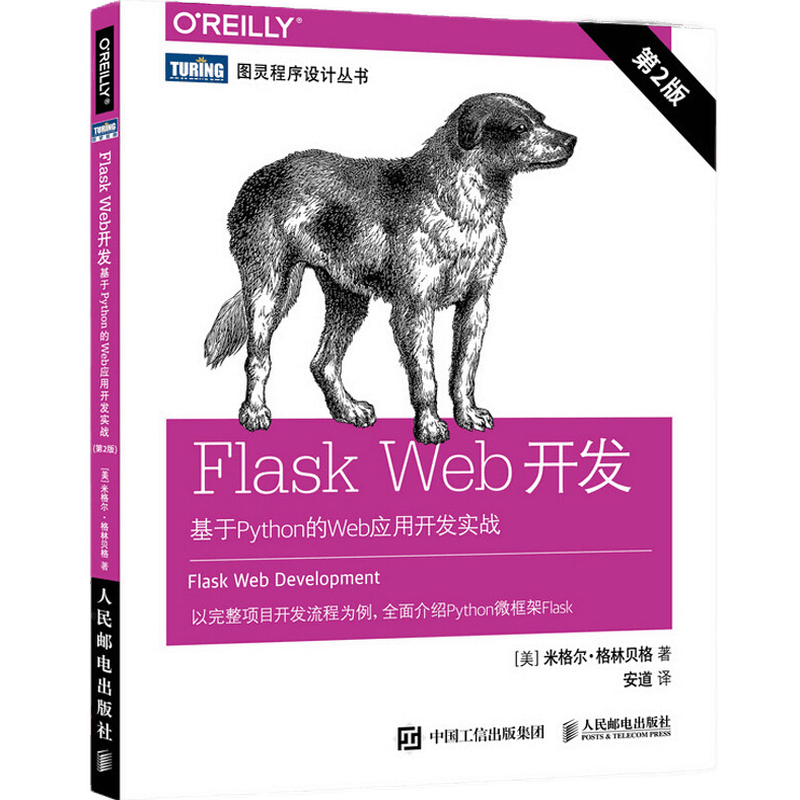 O'REILLY®
TURING 图灵程序设计丛书
第2版
Flask Web 开发
基于Python的Web应用开发实战
Flask Web Development
以完整项目开发流程为例，全面介绍Python微框架Flask
[美] 米格尔·格林贝格 著
安道 译
中国工信出版集团
人民邮电出版社
POSTS & TELECOM PRESS
O'REILLY®
TURING
Flask Web开发
基于Python的Web应用开发实战
(第2版)
[美] 米格尔·格林贝格 著
人民邮电出版社